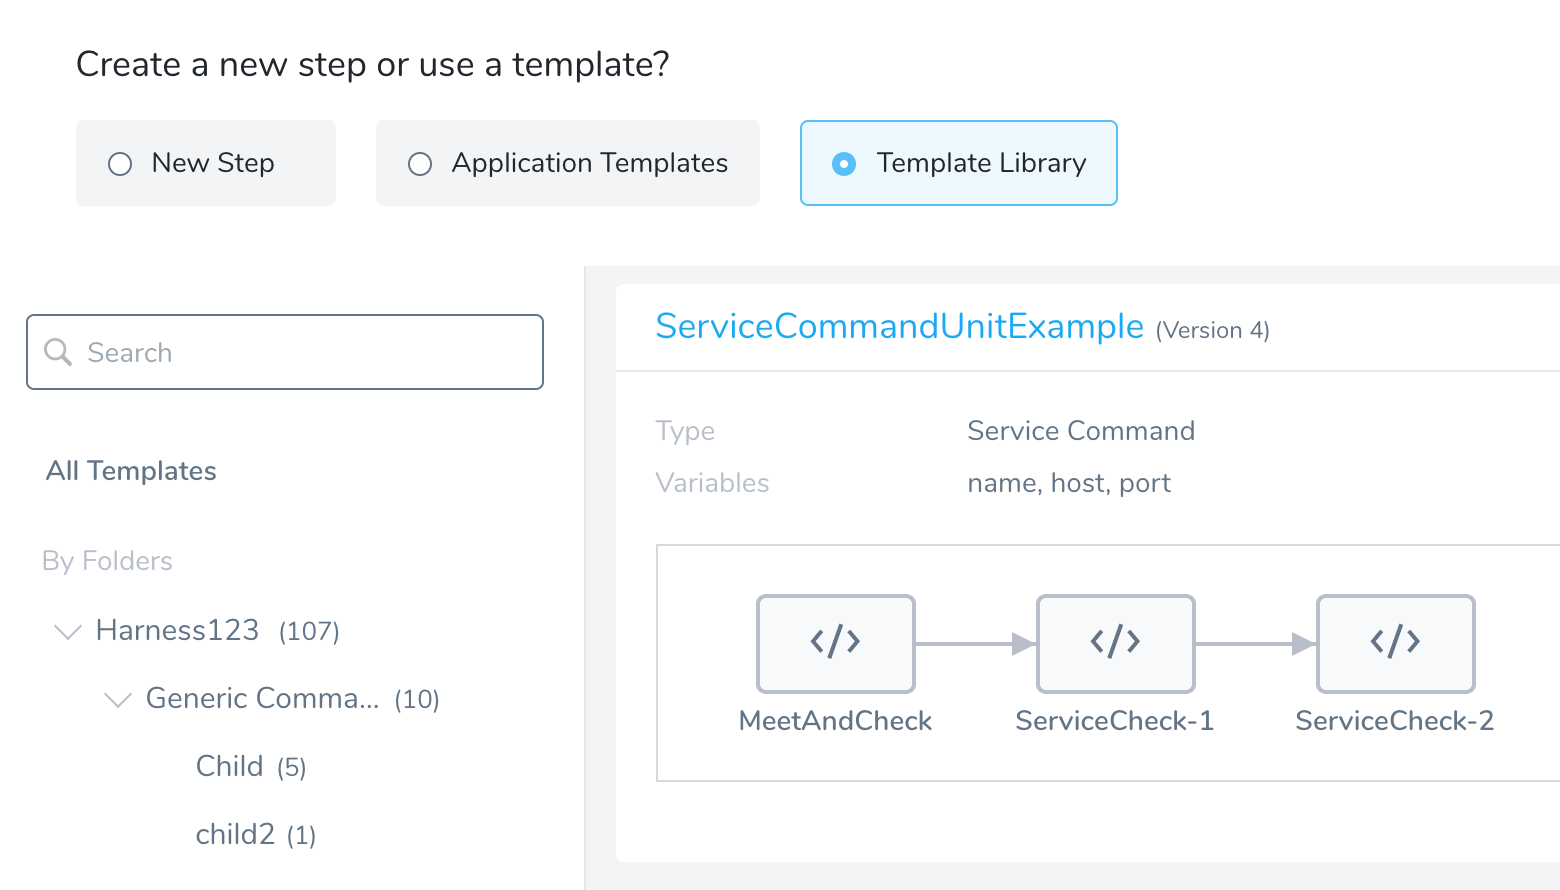 Create a new step or use a template?
New Step
Application Templates
Template Library
Search
All Templates
By Folders
Harness123 (107)
Generic Comma... (10)
Child (5)
child2 (1)
ServiceCommandUnitExample (Version 4)
Type Service Command
Variables name, host, port
</> </> </>
MeetAndCheck ServiceCheck-1 ServiceCheck-2